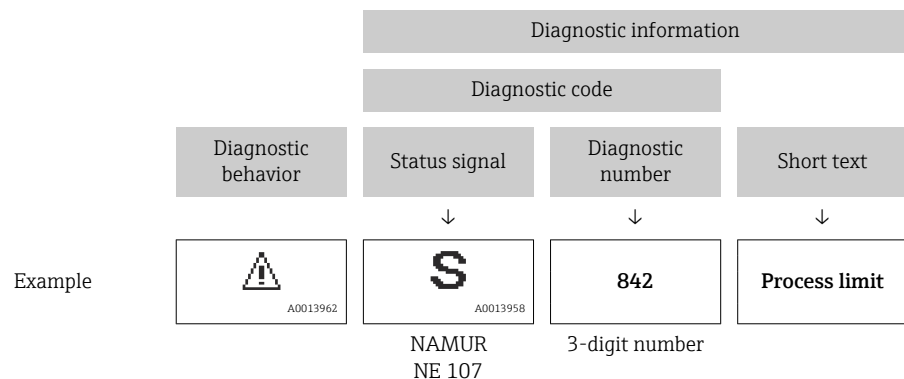 Diagnostic information
Diagnostic code
Diagnostic
behavior
Status signal
Diagnostic
number
Short text
↓ ↓ ↓
Example
A0013962
S
A0013958
842
Process limit
NAMUR
NE 107
3-digit number